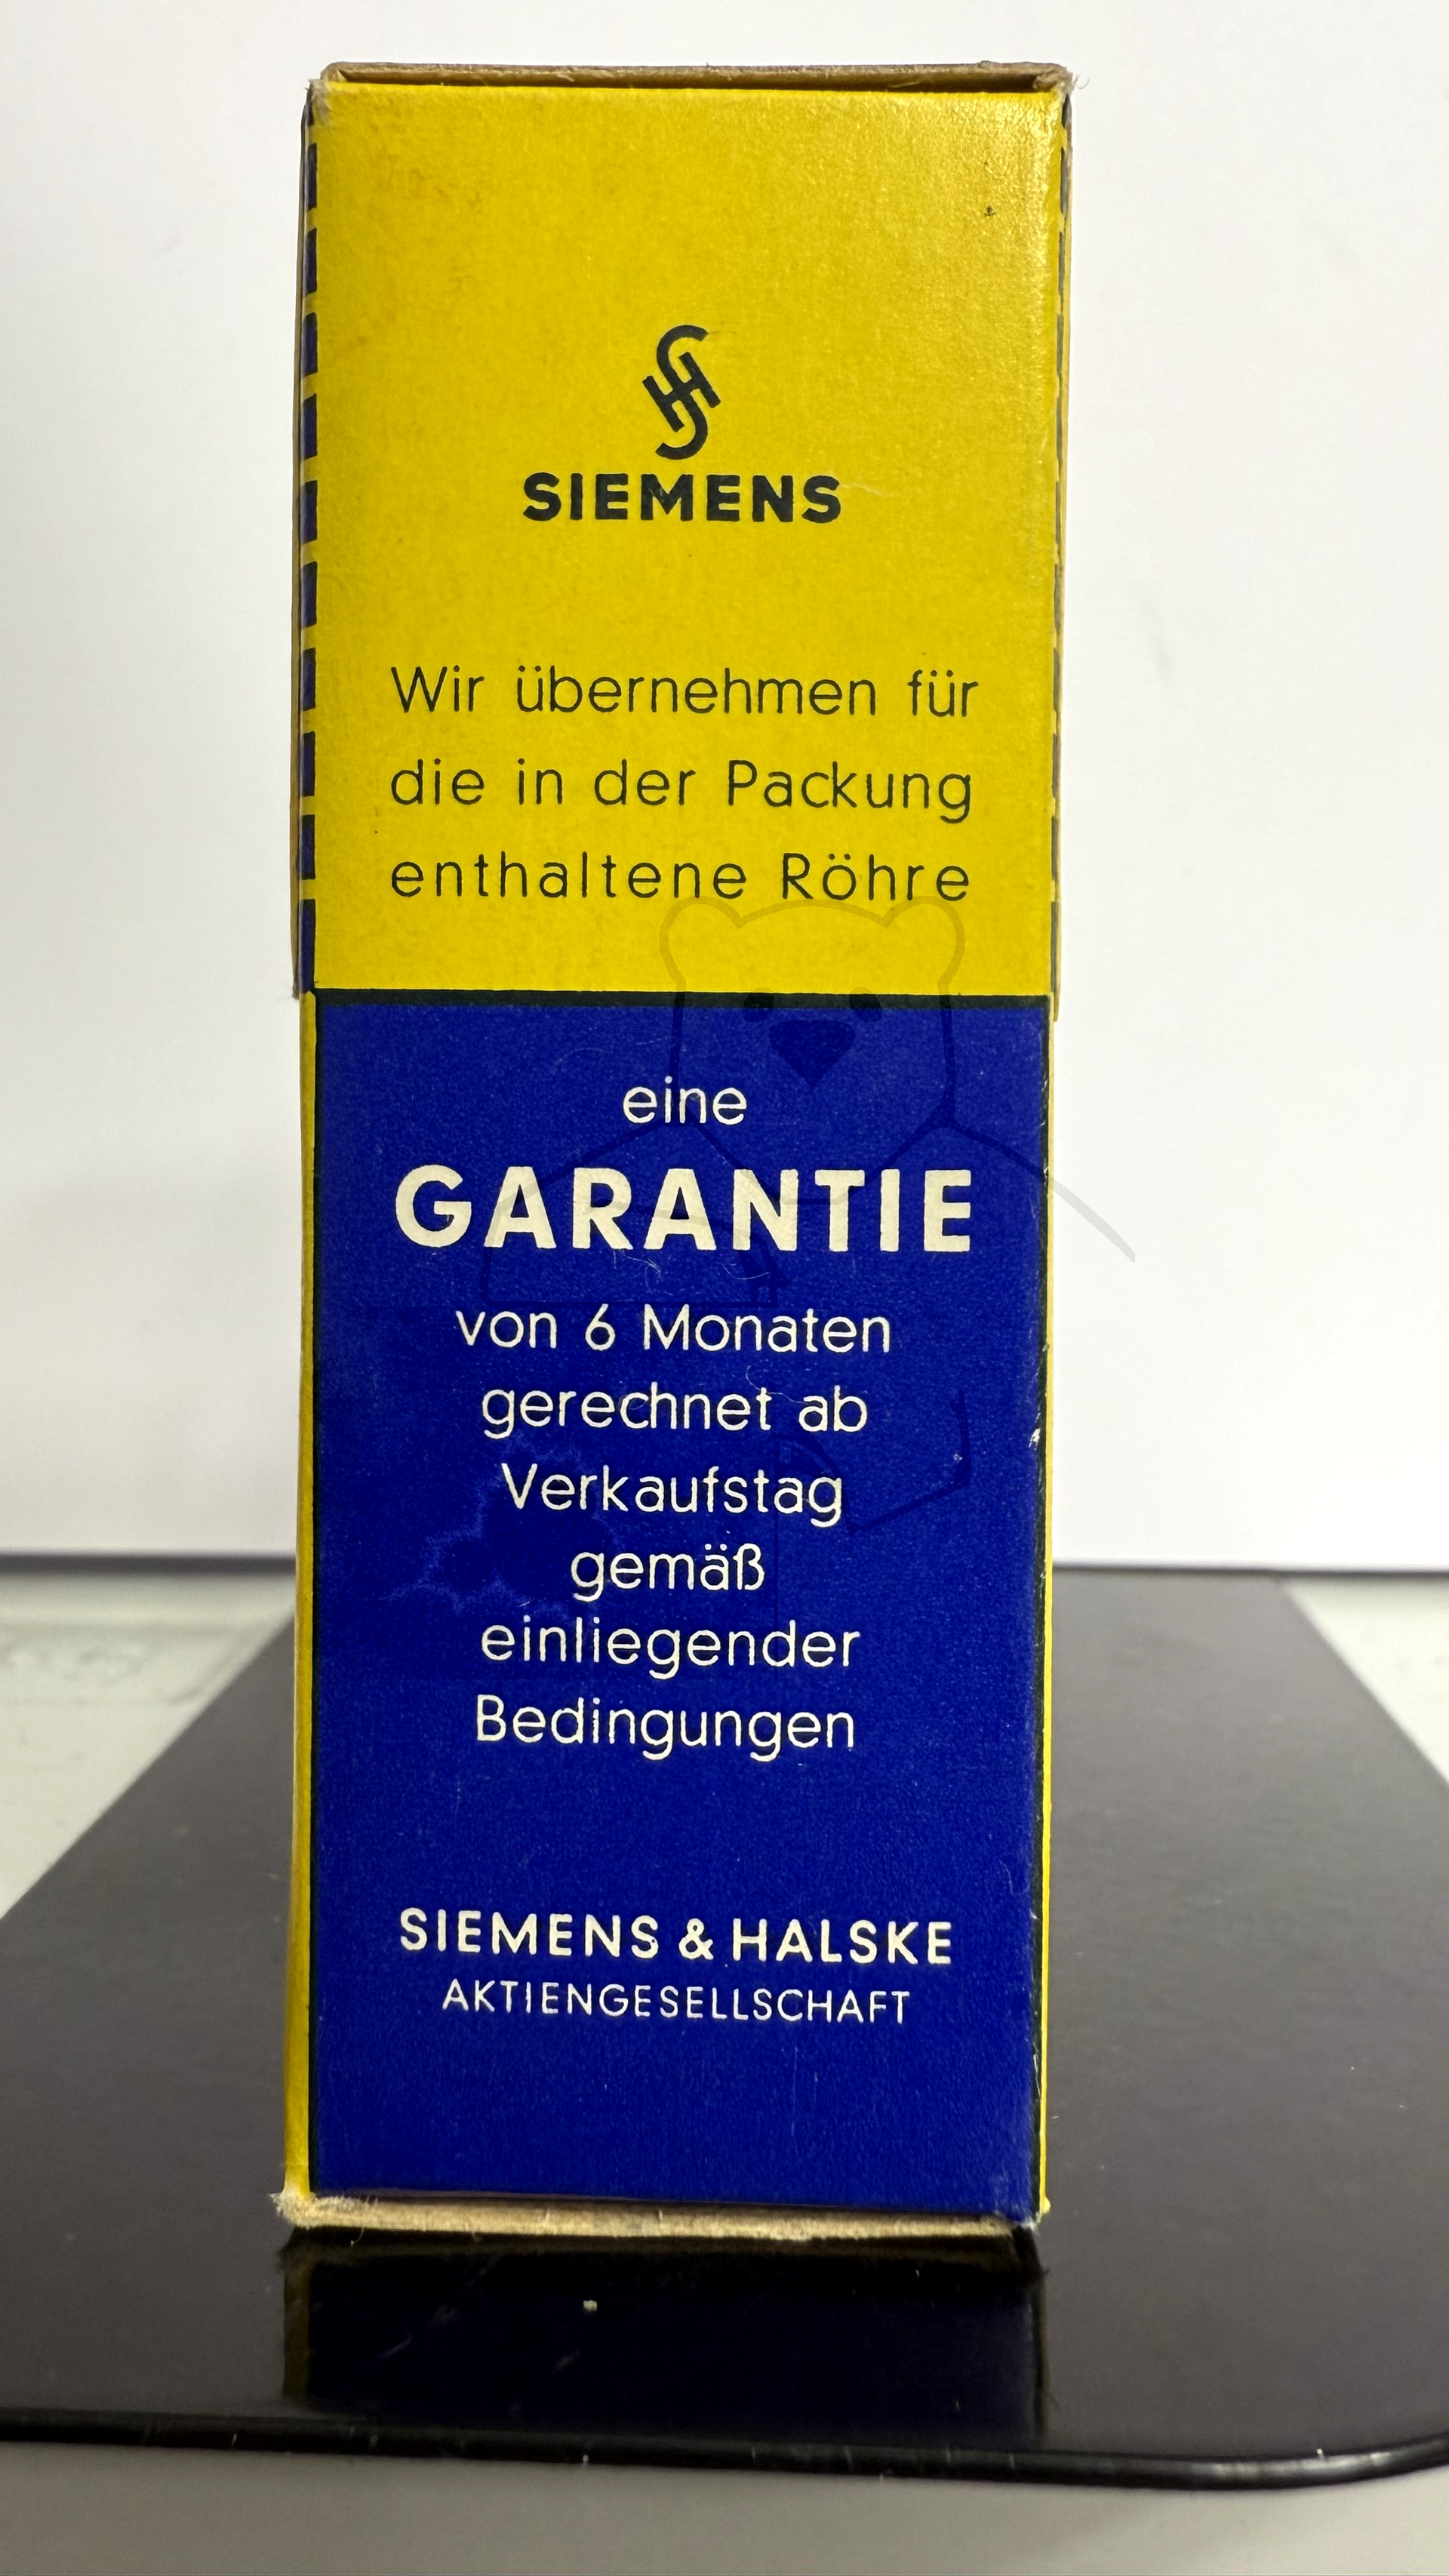 SH
SIEMENS
Wir übernehmen für
die in der Packung
enthaltene Röhre
eine
GARANTIE
von 6 Monaten
gerechnet ab
Verkaufstag
gemäß
einliegender
Bedingungen
SIEMENS & HALSKE
AKTIENGESELLSCHAFT